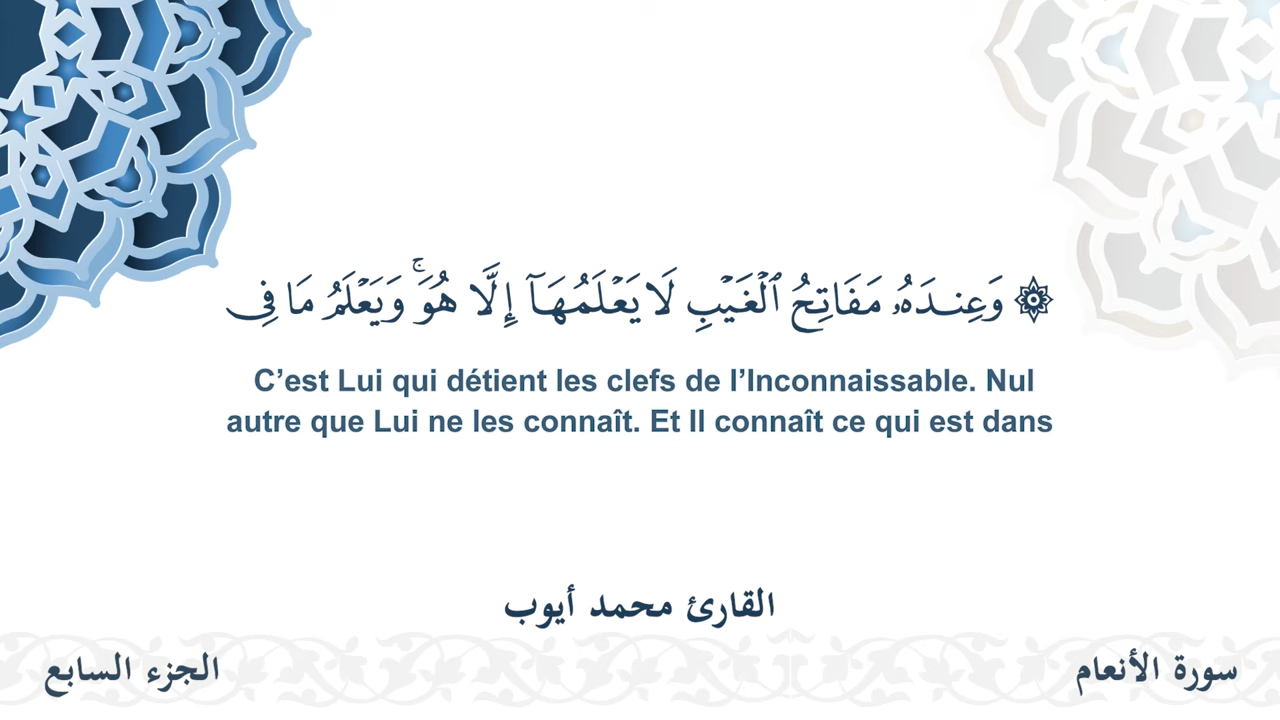 ۞ وَعِندَهُۥ مَفَاتِحُ ٱلْغَيْبِ لَا يَعْلَمُهَآ إِلَّا هُوَ ۚ وَيَعْلَمُ مَا فِى
C’est Lui qui détient les clefs de l’Inconnaissable. Nul
autre que Lui ne les connaît. Et Il connaît ce qui est dans
القارئ محمد أيوب
سورة الأنعام
الجزء السابع